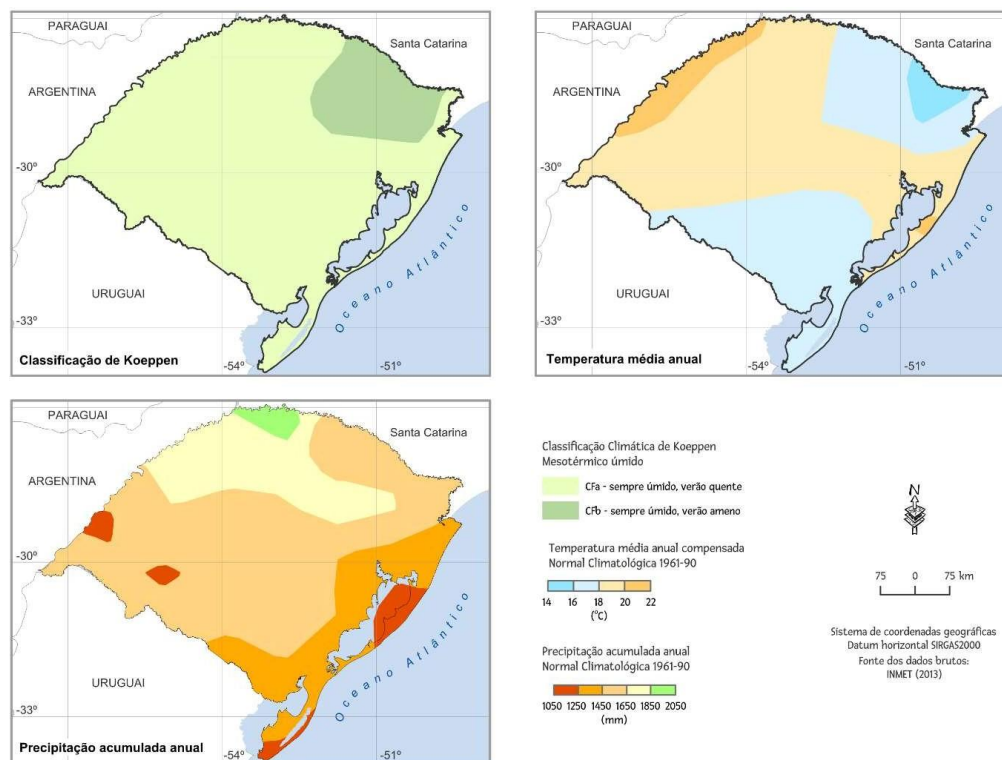 PARAGUAI
Santa Catarina
ARGENTINA
-30º
URUGUAI
Oceano Atlântico
-33º
-54º
-51º
Classificação de Koeppen
PARAGUAI
Santa Catarina
ARGENTINA
-30º
URUGUAI
Oceano Atlântico
-33º
-54º
-51º
Temperatura média anual
PARAGUAI
Santa Catarina
ARGENTINA
-30º
URUGUAI
Oceano Atlântico
-33º
-54º
-51º
Precipitação acumulada anual
Classificação Climática de Koeppen
Mesotérmico úmido
Cfa - sempre úmido, verão quente
Cfb - sempre úmido, verão ameno
Temperatura média anual compensada
Normal Climatológica 1961-90
14 16 18 20 22
(°C)
Precipitação acumulada anual
Normal Climatológica 1961-90
1050 1250 1450 1650 1850 2050
(mm)
N
75 0 75 km
Sistema de coordenadas geográficas
Datum horizontal SIRGAS2000
Fonte dos dados brutos:
INMET (2013)